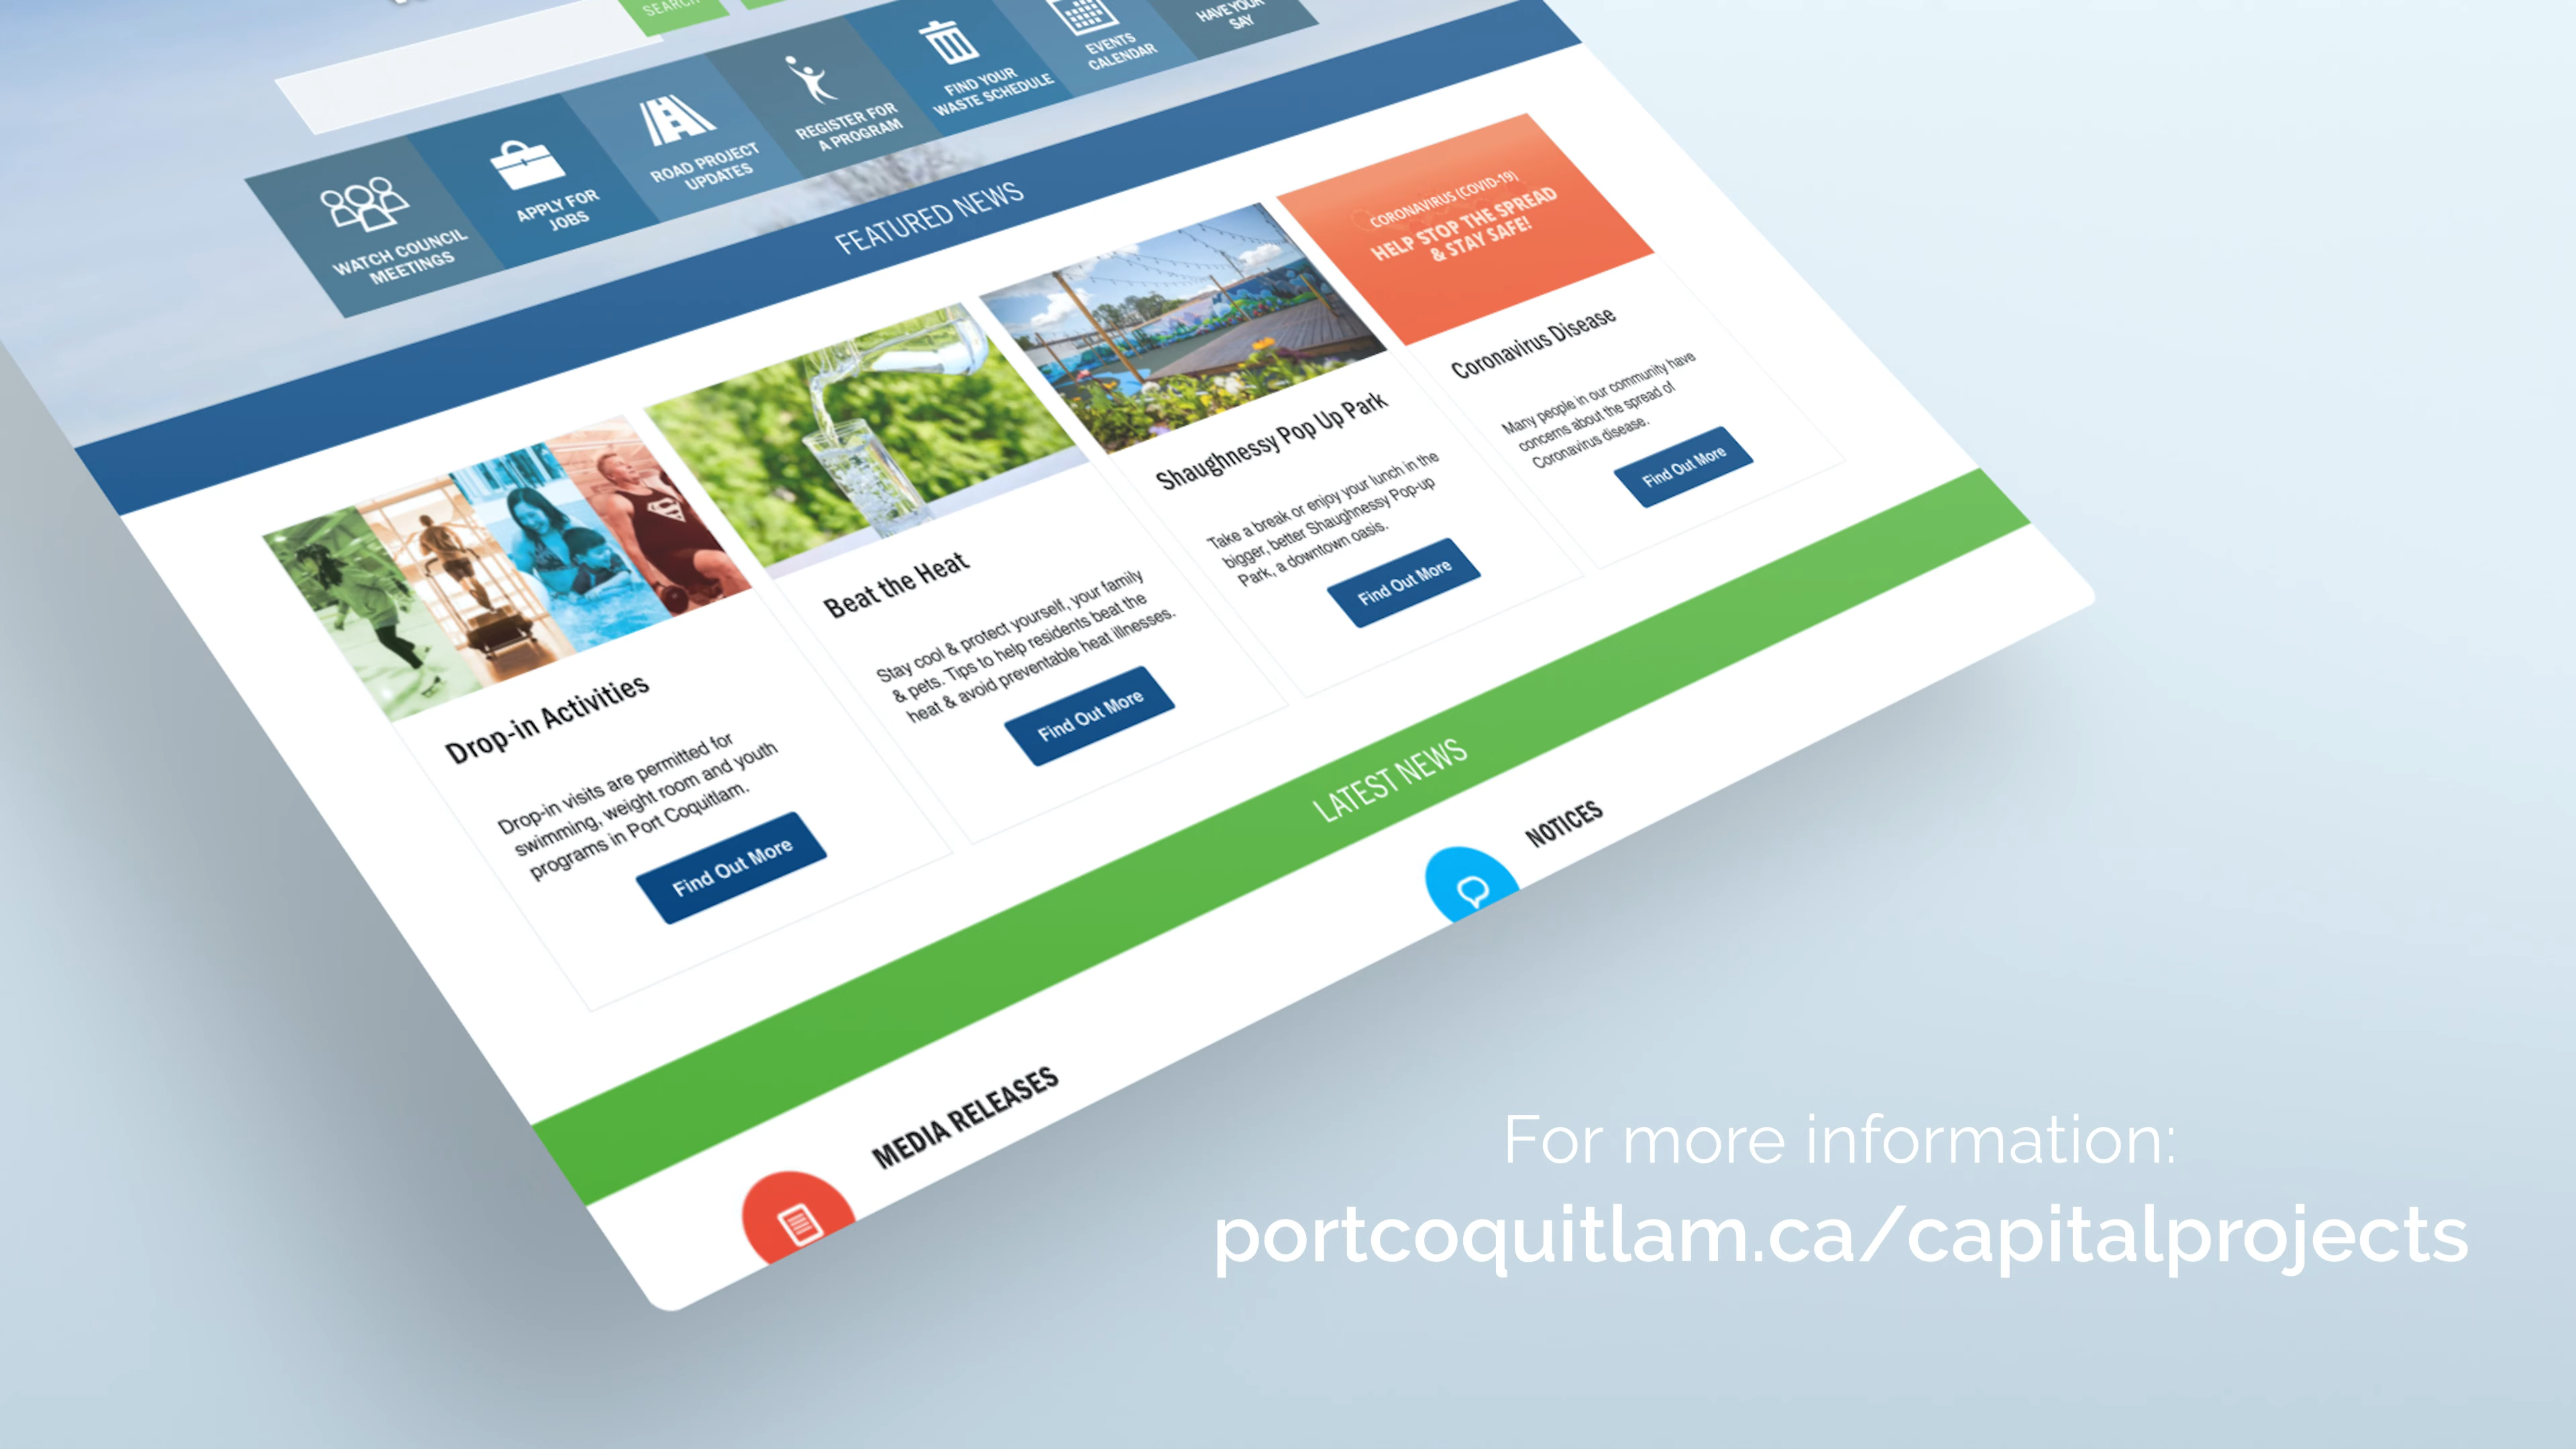 SEARCH
WATCH COUNCIL
MEETINGS
APPLY FOR
JOBS
ROAD PROJECT
UPDATES
REGISTER FOR
A PROGRAM
FIND YOUR
WASTE SCHEDULE
EVENTS
CALENDAR
HAVE YOUR
SAY
FEATURED NEWS
Drop-in Activities
Drop-in visits are permitted for
swimming, weight room and youth
programs in Port Coquitlam.
Find Out More
Beat the Heat
Stay cool & protect yourself, your family
& pets. Tips to help residents beat the
heat & avoid preventable heat illnesses.
Find Out More
Shaughnessy Pop Up Park
Take a break or enjoy your lunch in the
bigger, better Shaughnessy Pop-up
Park, a downtown oasis.
Find Out More
CORONAVIRUS (COVID-19)
HELP STOP THE SPREAD
& STAY SAFE!
Coronavirus Disease
Many people in our community have
concerns about the spread of
Coronavirus disease.
Find Out More
LATEST NEWS
MEDIA RELEASES
NOTICES
For more information:
portcoquitlam.ca/capitalprojects